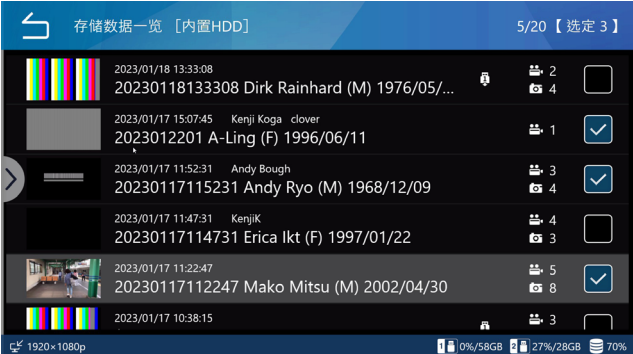 存储数据一览 [内置HDD]
5/20【 选定 3 】
2023/01/18 13:33:08
20230118133308 Dirk Rainhard (M) 1976/05/...
1
2
4
2023/01/17 15:07:45 Kenji Koga clover
2023012201 A-Ling (F) 1996/06/11
1
2023/01/17 11:52:31 Andy Bough
20230117115231 Andy Ryo (M) 1968/12/09
3
4
2023/01/17 11:47:31 KenjiK
20230117114731 Erica Ikt (F) 1997/01/22
4
3
2023/01/17 11:22:47
20230117112247 Mako Mitsu (M) 2002/04/30
5
8
2023/01/17 10:38:15
3
1920×1080p
1 0%/58GB 2 27%/28GB 70%